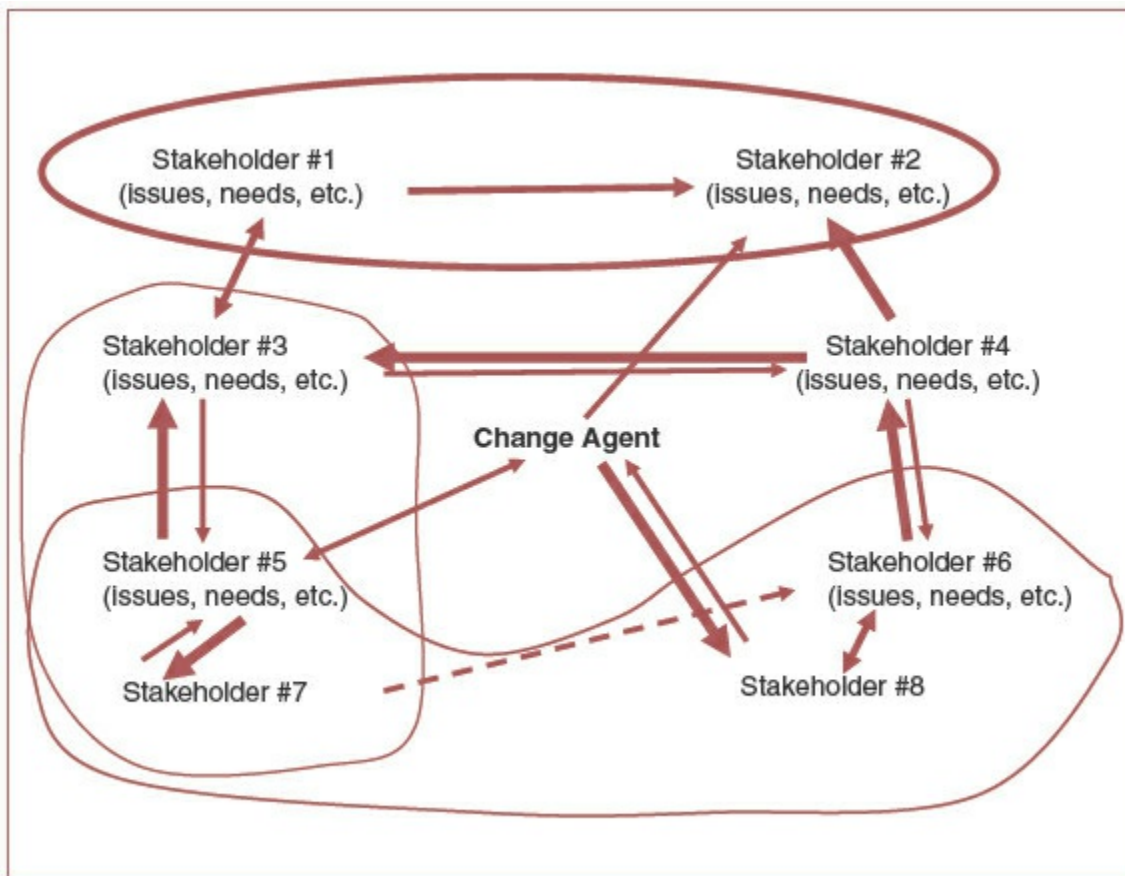 Stakeholder #1
(issues, needs, etc.)
Stakeholder #2
(issues, needs, etc.)
Stakeholder #3
(issues, needs, etc.)
Stakeholder #4
(issues, needs, etc.)
Change Agent
Stakeholder #5
(issues, needs, etc.)
Stakeholder #6
(issues, needs, etc.)
Stakeholder #7
Stakeholder #8